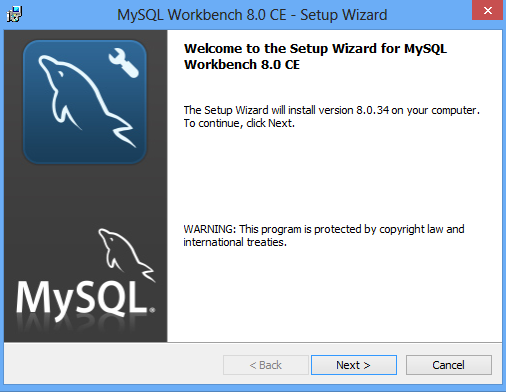 MySQL Workbench 8.0 CE - Setup Wizard
Welcome to the Setup Wizard for MySQL
Workbench 8.0 CE
The Setup Wizard will install version 8.0.34 on your computer.
To continue, click Next.
WARNING: This program is protected by copyright law and
international treaties.
MySQL®
< Back
Next >
Cancel